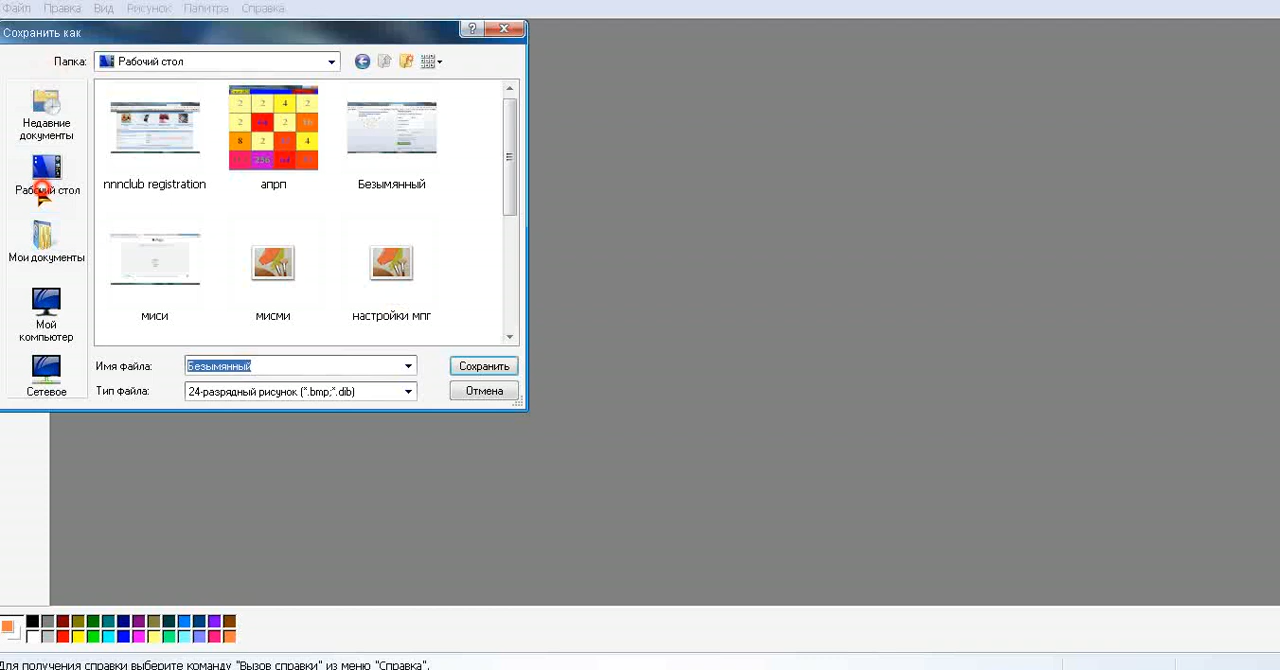 Файл Правка Вид Рисунок Палитра Справка
Сохранить как
Папка: Рабочий стол
Недавние
документы
Рабочий стол
Мои документы
Мой
компьютер
Сетевое
nnnclub registration апрп Безымянный
миси мисми настройки мпг
Имя файла: Безымянный Сохранить
Тип файла: 24-разрядный рисунок (*.bmp;*.dib) Отмена
Для получения справки выберите команду "Вызов справки" из меню "Справка".